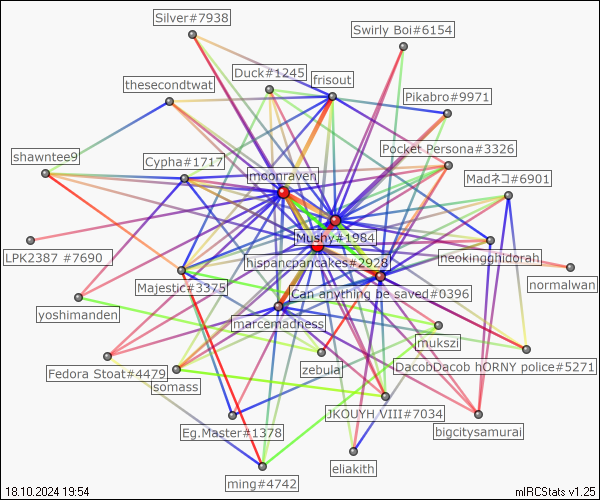 Silver#7938
Swirly Boi#6154
Duck#1245
frisout
thesecondtwat
Pikabro#9971
Pocket Persona#3326
shawntee9
Cypha#1717
moonraven
Madネコ#6901
Mushy#1984
LPK2387 #7690
hispancpancakes#2928
neokingghidorah
normalwan
Majestic#3375
Can anything be saved#0396
yoshimanden
marcemadness
mukszi
Fedora Stoat#4479
zebula
DacobDacob hORNY police#5271
somass
JKOUYH VIII#7034
Eg.Master#1378
bigcitysamurai
eliakith
ming#4742
18.10.2024 19:54
mIRCStats v1.25